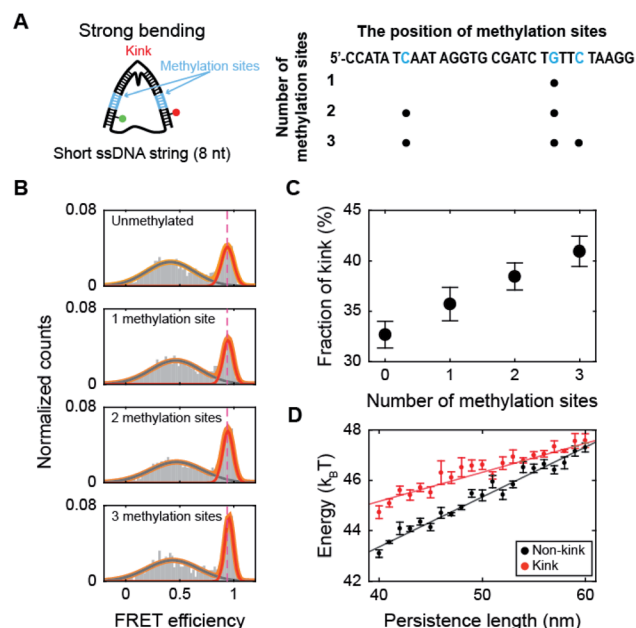 A
Strong bending
Kink
Methylation sites
Short ssDNA string (8 nt)
The position of methylation sites
5'-CCATA TCAAT AGGTG CGATC TGTTC TAAGG
Number of
methylation sites
1
2
3
B
Normalized counts
0.08
Unmethylated
0
0.08
1 methylation site
0
0.08
2 methylation sites
0
0.08
3 methylation sites
0
0 0.5 1
FRET efficiency
C
Fraction of kink (%)
45
40
35
30
0 1 2 3
Number of methylation sites
D
Energy (kBT)
48
46
44
42
Non-kink
Kink
40 50 60
Persistence length (nm)